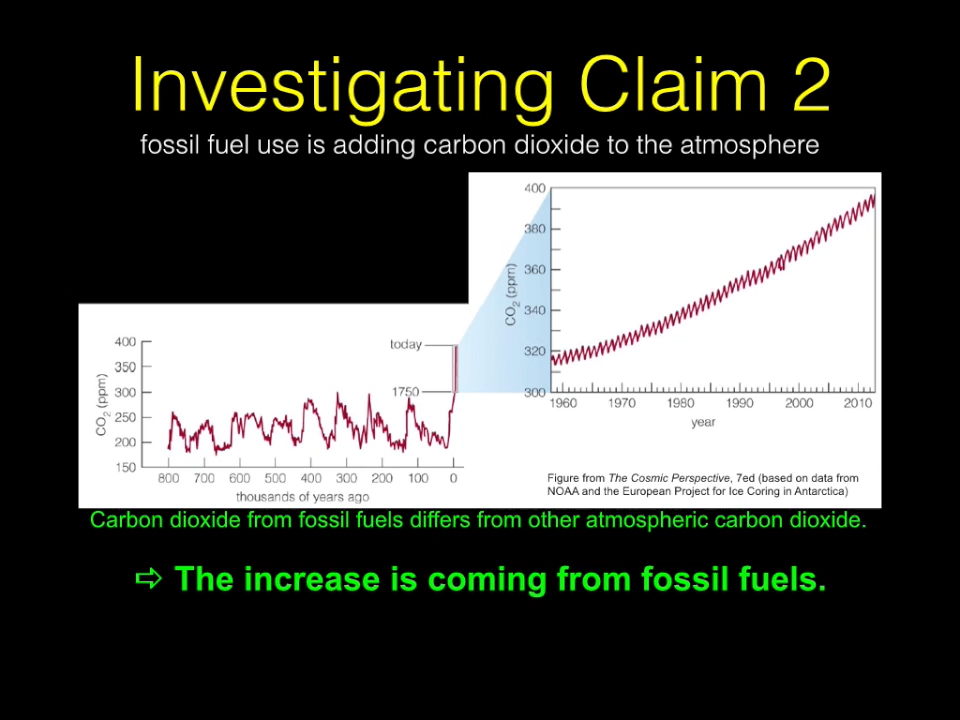 Investigating Claim 2
fossil fuel use is adding carbon dioxide to the atmosphere
400
380
360
340
320
300
CO2 (ppm)
1960 1970 1980 1990 2000 2010
year
400
350
300
250
200
150
CO2 (ppm)
today
1750
800 700 600 500 400 300 200 100 0
thousands of years ago
Figure from The Cosmic Perspective, 7ed (based on data from
NOAA and the European Project for Ice Coring in Antarctica)
Carbon dioxide from fossil fuels differs from other atmospheric carbon dioxide.
⇨ The increase is coming from fossil fuels.